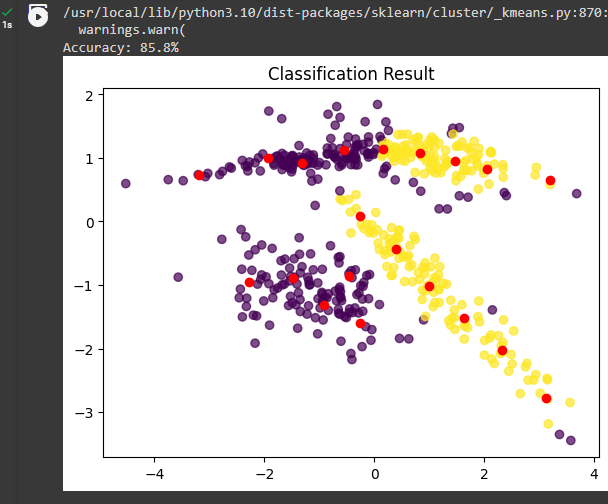 /usr/local/lib/python3.10/dist-packages/sklearn/cluster/_kmeans.py:870:
warnings.warn(
1s
Accuracy: 85.8%
Classification Result
2
1
0
−1
−2
−3
−4 −2 0 2 4